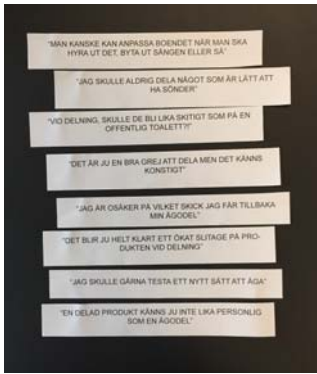 "MAN KANSKE KAN ANPASSA BOENDET NÄR MAN SKA
HYRA UT DET, BYTA UT SÄNGEN ELLER SÅ"
"JAG SKULLE ALDRIG DELA NÅGOT SOM ÄR LÄTT ATT
HA SÖNDER"
"VID DELNING, SKULLE DE BLI LIKA SKITIGT SOM PÅ EN
OFFENTLIG TOALETT?!"
"DET ÄR JU EN BRA GREJ ATT DELA MEN DET KÄNNS
KONSTIGT"
"JAG ÄR OSÄKER PÅ VILKET SKICK JAG FÅR TILLBAKA
MIN ÄGODEL"
"DET BLIR JU HELT KLART ETT ÖKAT SLITAGE PÅ PRO-
DUKTEN VID DELNING"
"JAG SKULLE GÄRNA TESTA ETT NYTT SÄTT ATT ÄGA"
"EN DELAD PRODUKT KÄNNS JU INTE LIKA PERSONLIG
SOM EN ÄGODEL"